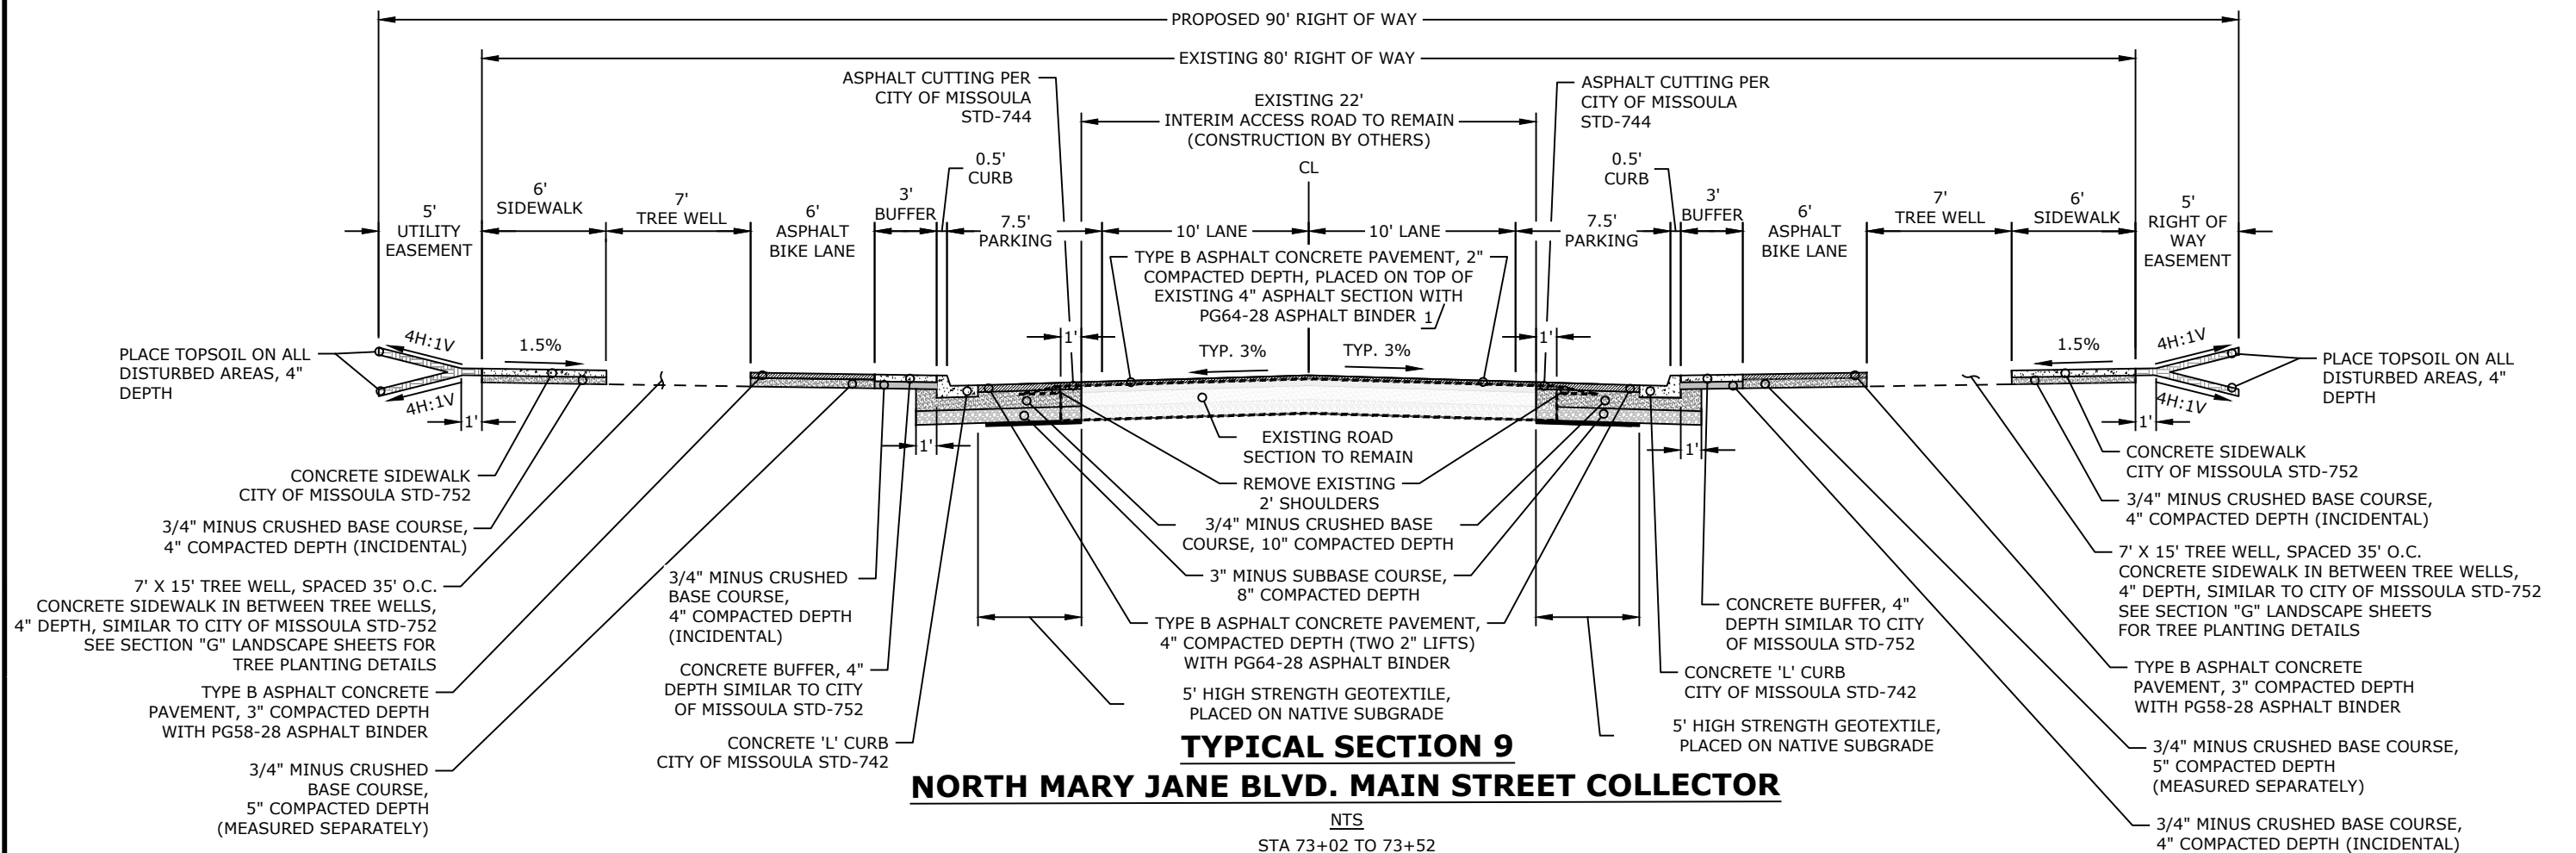 PROPOSED 90' RIGHT OF WAY
EXISTING 80' RIGHT OF WAY
ASPHALT CUTTING PER
CITY OF MISSOULA
STD-744
EXISTING 22'
INTERIM ACCESS ROAD TO REMAIN
(CONSTRUCTION BY OTHERS)
CL
ASPHALT CUTTING PER
CITY OF MISSOULA
STD-744
5'
UTILITY
EASEMENT
6'
SIDEWALK
7'
TREE WELL
6'
ASPHALT
BIKE LANE
3'
BUFFER
0.5'
CURB
7.5'
PARKING
10' LANE
10' LANE
7.5'
PARKING
0.5'
CURB
3'
BUFFER
6'
ASPHALT
BIKE LANE
7'
TREE WELL
6'
SIDEWALK
5'
RIGHT OF
WAY
EASEMENT
TYPE B ASPHALT CONCRETE PAVEMENT, 2"
COMPACTED DEPTH, PLACED ON TOP OF
EXISTING 4" ASPHALT SECTION WITH
PG64-28 ASPHALT BINDER 1
PLACE TOPSOIL ON ALL
DISTURBED AREAS, 4"
DEPTH
4H:1V
4H:1V
1'
1.5%
1'
1'
TYP. 3%
TYP. 3%
1'
1'
1.5%
4H:1V
4H:1V
1'
PLACE TOPSOIL ON ALL
DISTURBED AREAS, 4"
DEPTH
CONCRETE SIDEWALK
CITY OF MISSOULA STD-752
3/4" MINUS CRUSHED BASE COURSE,
4" COMPACTED DEPTH (INCIDENTAL)
7' X 15' TREE WELL, SPACED 35' O.C.
CONCRETE SIDEWALK IN BETWEEN TREE WELLS,
4" DEPTH, SIMILAR TO CITY OF MISSOULA STD-752
SEE SECTION "G" LANDSCAPE SHEETS FOR
TREE PLANTING DETAILS
TYPE B ASPHALT CONCRETE
PAVEMENT, 3" COMPACTED DEPTH
WITH PG58-28 ASPHALT BINDER
3/4" MINUS CRUSHED
BASE COURSE,
5" COMPACTED DEPTH
(MEASURED SEPARATELY)
3/4" MINUS CRUSHED
BASE COURSE,
4" COMPACTED DEPTH
(INCIDENTAL)
CONCRETE BUFFER, 4"
DEPTH SIMILAR TO CITY
OF MISSOULA STD-752
CONCRETE 'L' CURB
CITY OF MISSOULA STD-742
EXISTING ROAD
SECTION TO REMAIN
REMOVE EXISTING
2' SHOULDERS
3/4" MINUS CRUSHED BASE
COURSE, 10" COMPACTED DEPTH
3" MINUS SUBBASE COURSE,
8" COMPACTED DEPTH
TYPE B ASPHALT CONCRETE PAVEMENT,
4" COMPACTED DEPTH (TWO 2" LIFTS)
WITH PG64-28 ASPHALT BINDER
5' HIGH STRENGTH GEOTEXTILE,
PLACED ON NATIVE SUBGRADE
CONCRETE BUFFER, 4"
DEPTH SIMILAR TO CITY
OF MISSOULA STD-752
CONCRETE 'L' CURB
CITY OF MISSOULA STD-742
5' HIGH STRENGTH GEOTEXTILE,
PLACED ON NATIVE SUBGRADE
CONCRETE SIDEWALK
CITY OF MISSOULA STD-752
3/4" MINUS CRUSHED BASE COURSE,
4" COMPACTED DEPTH (INCIDENTAL)
7' X 15' TREE WELL, SPACED 35' O.C.
CONCRETE SIDEWALK IN BETWEEN TREE WELLS,
4" DEPTH, SIMILAR TO CITY OF MISSOULA STD-752
SEE SECTION "G" LANDSCAPE SHEETS
FOR TREE PLANTING DETAILS
TYPE B ASPHALT CONCRETE
PAVEMENT, 3" COMPACTED DEPTH
WITH PG58-28 ASPHALT BINDER
3/4" MINUS CRUSHED BASE COURSE,
5" COMPACTED DEPTH
(MEASURED SEPARATELY)
3/4" MINUS CRUSHED BASE COURSE,
4" COMPACTED DEPTH (INCIDENTAL)
TYPICAL SECTION 9
NORTH MARY JANE BLVD. MAIN STREET COLLECTOR
NTS
STA 73+02 TO 73+52